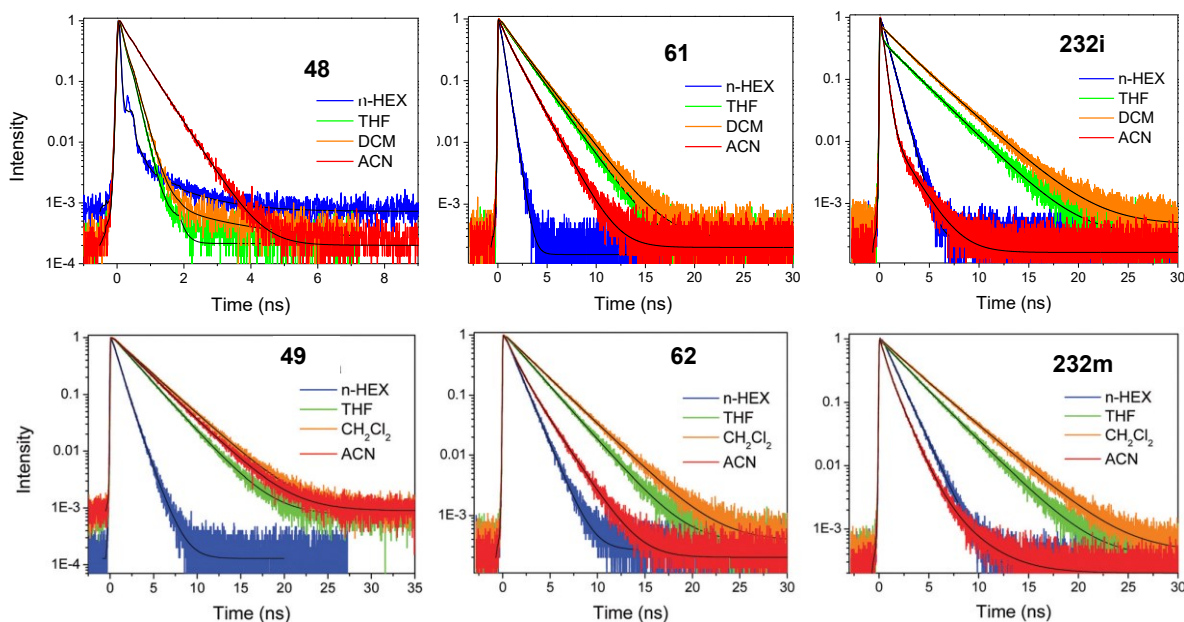 48
n-HEX
THF
DCM
ACN
Intensity
1
0.1
0.01
1E-3
1E-4
0 2 4 6 8
Time (ns)
61
n-HEX
THF
DCM
ACN
1
0.1
0.01
1E-3
0 5 10 15 20 25 30
Time (ns)
232i
n-HEX
THF
DCM
ACN
1
0.1
0.01
1E-3
1E-4
0 5 10 15 20 25 30
Time (ns)
49
n-HEX
THF
CH₂Cl₂
ACN
Intensity
1
0.1
0.01
1E-3
1E-4
0 5 10 15 20 25 30 35
Time (ns)
62
n-HEX
THF
CH₂Cl₂
ACN
1
0.1
0.01
1E-3
0 5 10 15 20 25 30
Time (ns)
232m
n-HEX
THF
CH₂Cl₂
ACN
1
0.1
0.01
1E-3
0 5 10 15 20 25 30
Time (ns)